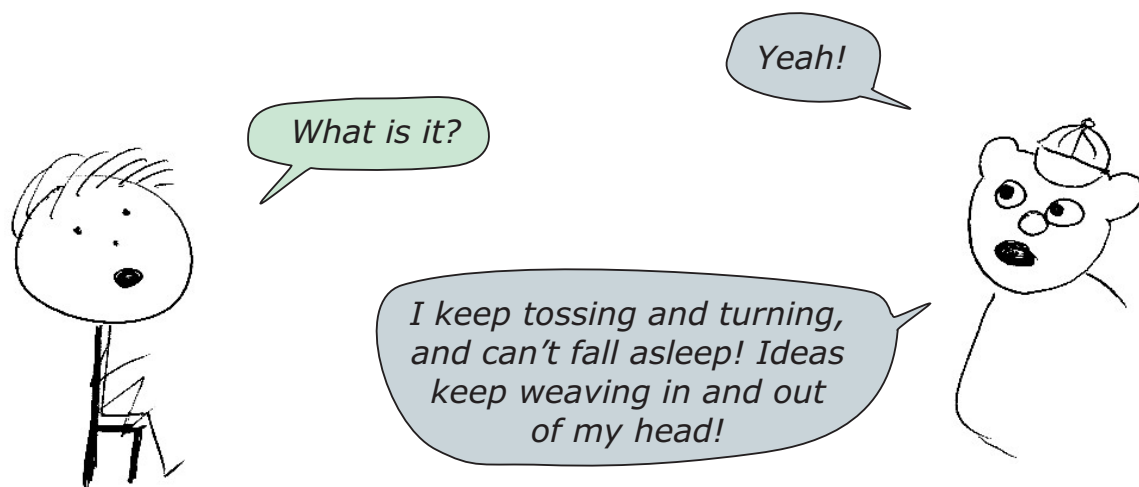 Yeah!
What is it?
I keep tossing and turning,
and can’t fall asleep! Ideas
keep weaving in and out
of my head!